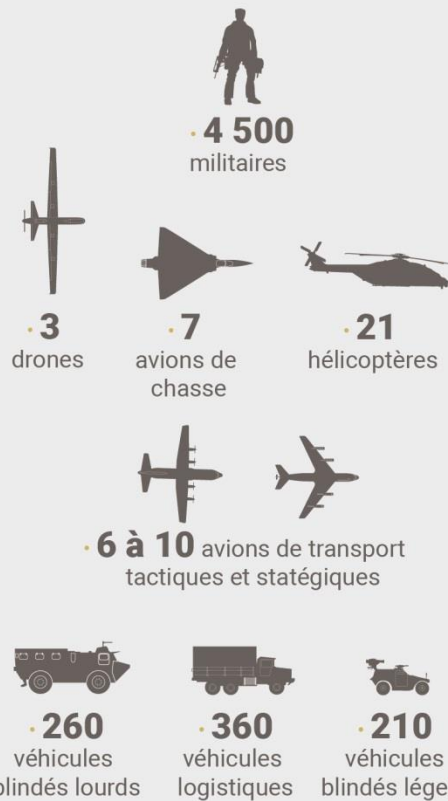 · 4 500
militaires
· 3
drones
· 7
avions de
chasse
· 21
hélicoptères
· 6 à 10 avions de transport
tactiques et statégiques
· 260
véhicules
blindés lourds
· 360
véhicules
logistiques
· 210
véhicules
blindés